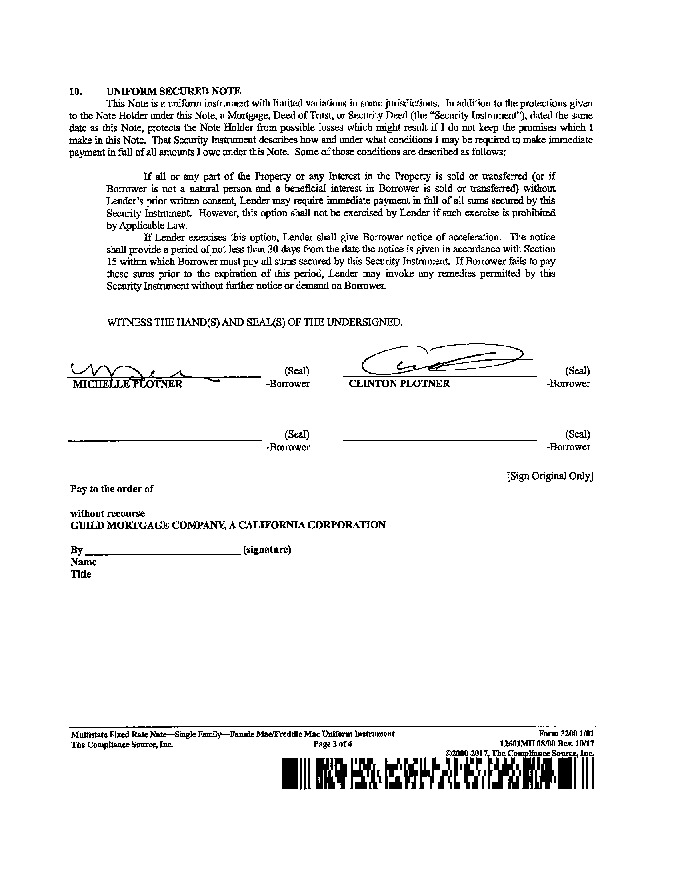 10. UNIFORM SECURED NOTE
This Note is a uniform instrument with limited variations in some jurisdictions. In addition to the protections given
to the Note Holder under this Note, a Mortgage, Deed of Trust, or Security Deed (the "Security Instrument"), dated the same
date as this Note, protects the Note Holder from possible losses which might result if I do not keep the promises which I
make in this Note. That Security Instrument describes how and under what conditions I may be required to make immediate
payment in full of all amounts I owe under this Note. Some of those conditions are described as follows:
If all or any part of the Property or any Interest in the Property is sold or transferred (or if
Borrower is not a natural person and a beneficial interest in Borrower is sold or transferred) without
Lender's prior written consent, Lender may require immediate payment in full of all sums secured by this
Security Instrument. However, this option shall not be exercised by Lender if such exercise is prohibited
by Applicable Law.
If Lender exercises this option, Lender shall give Borrower notice of acceleration. The notice
shall provide a period of not less than 30 days from the date the notice is given in accordance with Section
15 within which Borrower must pay all sums secured by this Security Instrument. If Borrower fails to pay
these sums prior to the expiration of this period, Lender may invoke any remedies permitted by this
Security Instrument without further notice or demand on Borrower.
WITNESS THE HAND(S) AND SEAL(S) OF THE UNDERSIGNED.
(Seal) (Seal)
MICHELLE PLOTNER -Borrower CLINTON PLOTNER -Borrower
(Seal) (Seal)
-Borrower -Borrower
[Sign Original Only]
Pay to the order of
without recourse
GUILD MORTGAGE COMPANY, A CALIFORNIA CORPORATION
By (signature)
Name
Title
Multistate Fixed Rate Note—Single Family—Fannie Mae/Freddie Mac Uniform Instrument Form 3200 1/01
The Compliance Source, Inc. Page 3 of 4 12601MU 08/00 Rev. 10/17
©2000-2017, The Compliance Source, Inc.